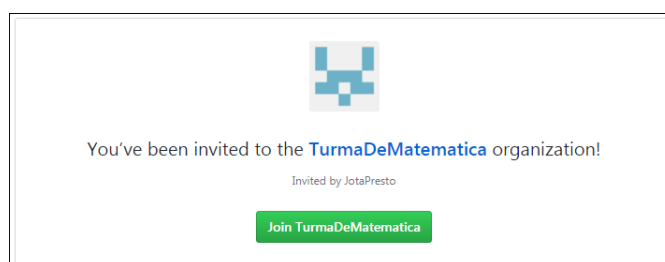 You've been invited to the TurmaDeMatematica organization!
Invited by JotaPresto
Join TurmaDeMatematica